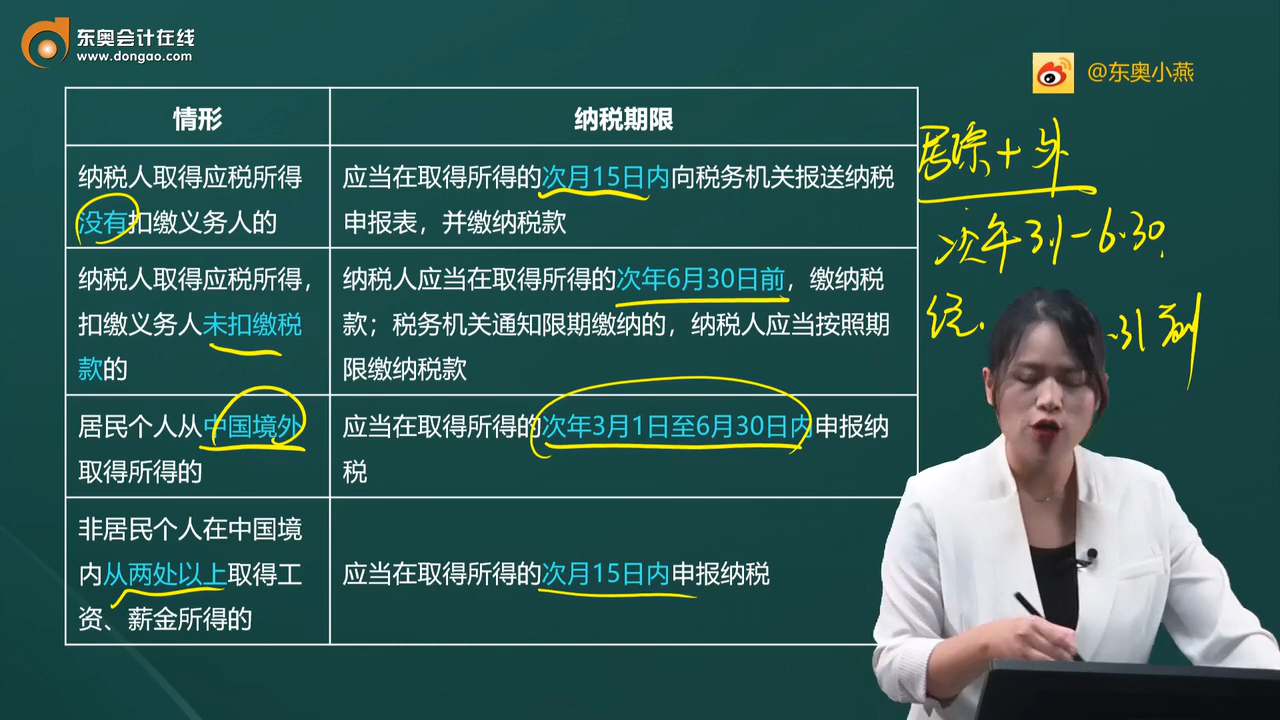 东奥会计在线
www.dongao.com
@东奥小燕
情形
纳税期限
纳税人取得应税所得
没有扣缴义务人的
应当在取得所得的次月15日内向税务机关报送纳税
申报表，并缴纳税款
纳税人取得应税所得，
扣缴义务人未扣缴税
款的
纳税人应当在取得所得的次年6月30日前，缴纳税
款；税务机关通知限期缴纳的，纳税人应当按照期
限缴纳税款
居民个人从中国境外
取得所得的
应当在取得所得的次年3月1日至6月30日内申报纳
税
非居民个人在中国境
内从两处以上取得工
资、薪金所得的
应当在取得所得的次月15日内申报纳税
居综+外
次年3.1-6.30
经.
.31前